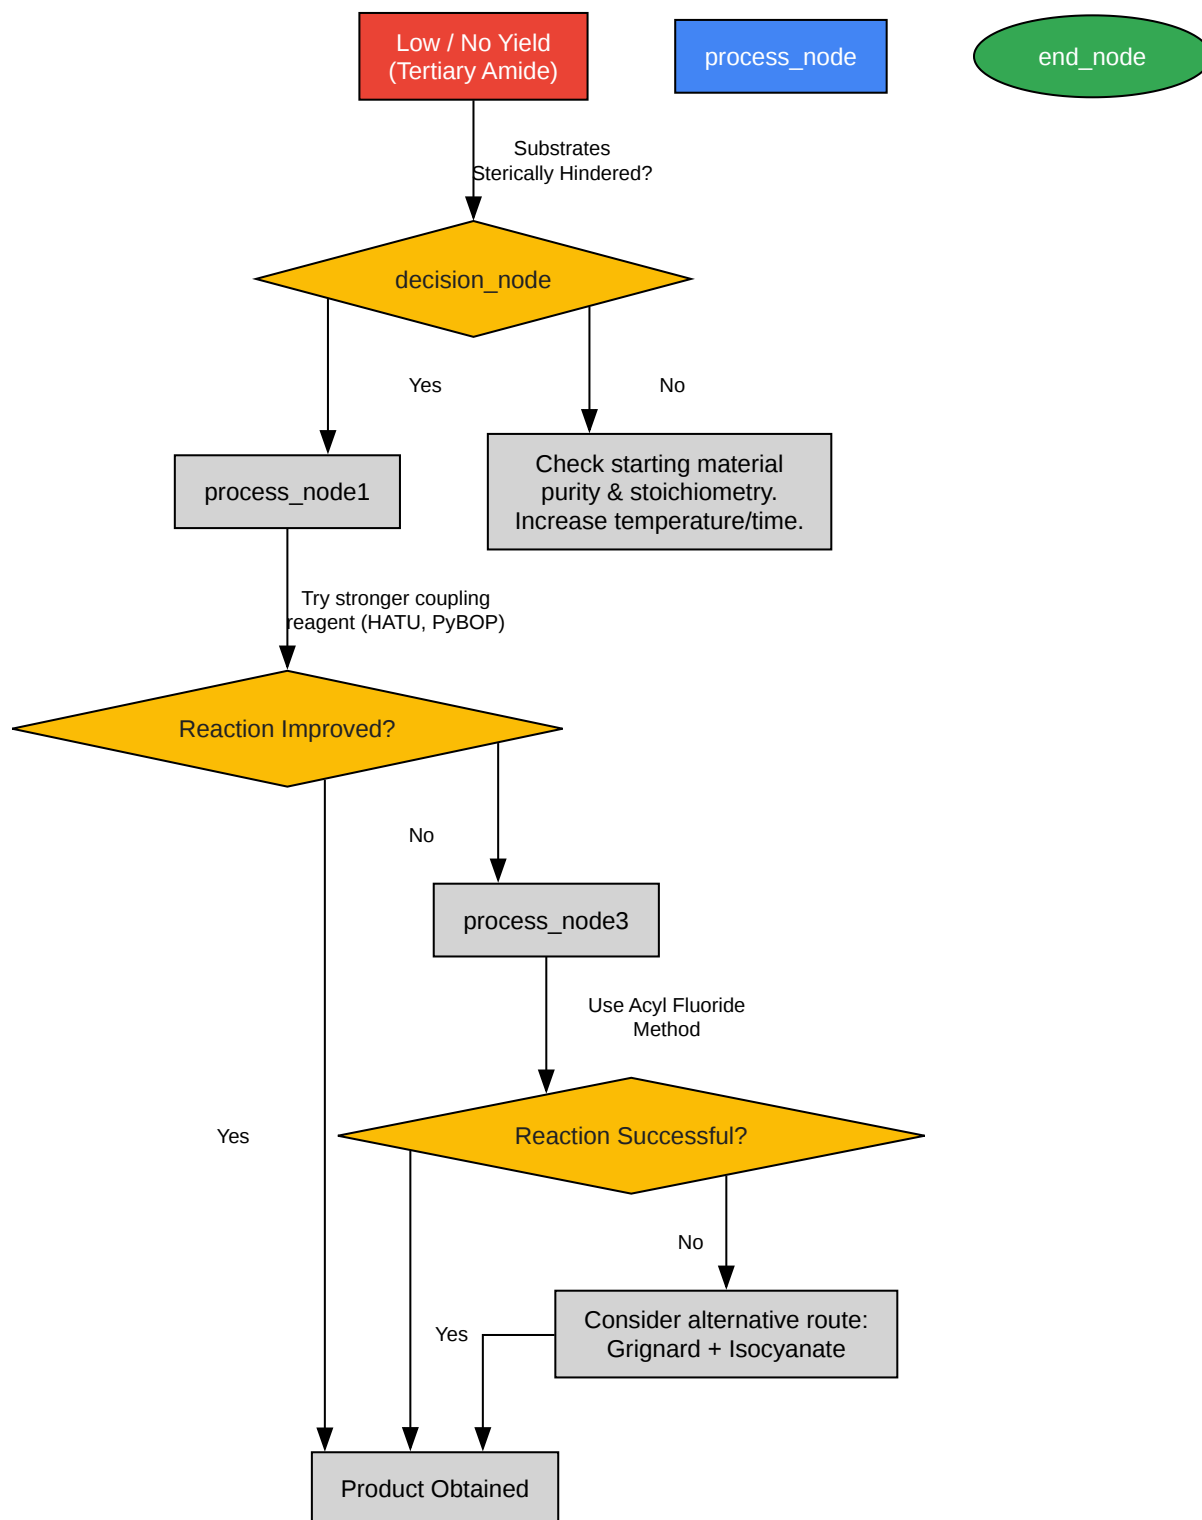 Low / No Yield
(Tertiary Amide)
process_node
end_node
Substrates
Sterically Hindered?
decision_node
Yes
No
process_node1
Check starting material
purity & stoichiometry.
Increase temperature/time.
Try stronger coupling
reagent (HATU, PyBOP)
Reaction Improved?
No
process_node3
Use Acyl Fluoride
Method
Yes
Reaction Successful?
No
Yes
Consider alternative route:
Grignard + Isocyanate
Product Obtained